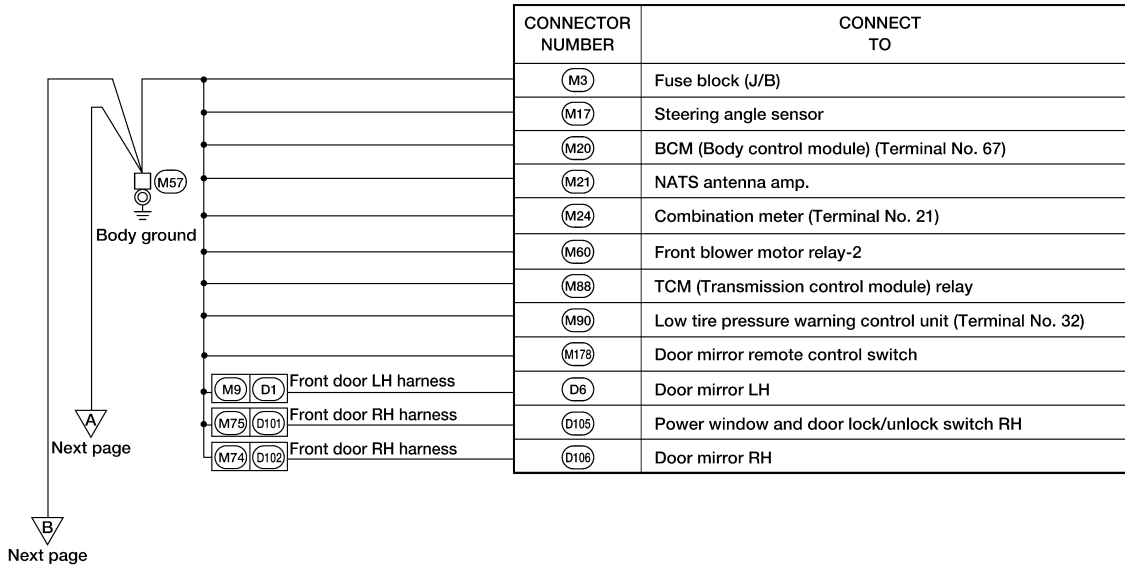 CONNECTOR NUMBER
CONNECT TO
M3 Fuse block (J/B)
M17 Steering angle sensor
M20 BCM (Body control module) (Terminal No. 67)
M57
M21 NATS antenna amp.
Body ground
M24 Combination meter (Terminal No. 21)
M60 Front blower motor relay-2
M88 TCM (Transmission control module) relay
M90 Low tire pressure warning control unit (Terminal No. 32)
M178 Door mirror remote control switch
M9 D1 Front door LH harness D6 Door mirror LH
A
Next page
M75 D101 Front door RH harness D105 Power window and door lock/unlock switch RH
M74 D102 Front door RH harness D106 Door mirror RH
B
Next page